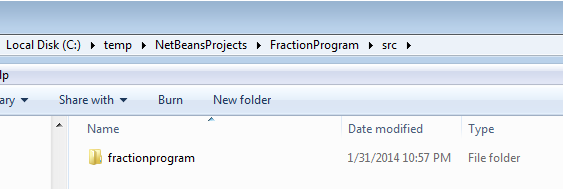 Local Disk (C:) temp NetBeansProjects FractionProgram src
lp
ary Share with Burn New folder
Name Date modified Type
fractionprogram 1/31/2014 10:57 PM File folder